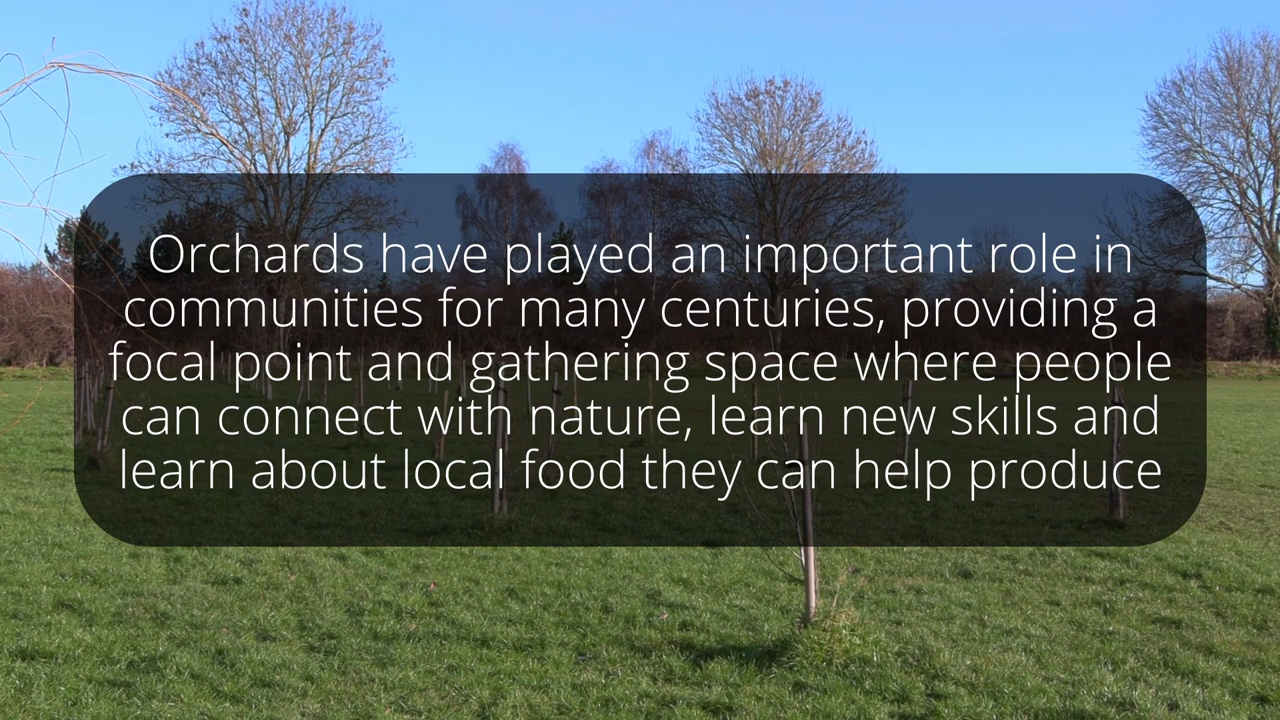 Orchards have played an important role in
communities for many centuries, providing a
focal point and gathering space where people
can connect with nature, learn new skills and
learn about local food they can help produce